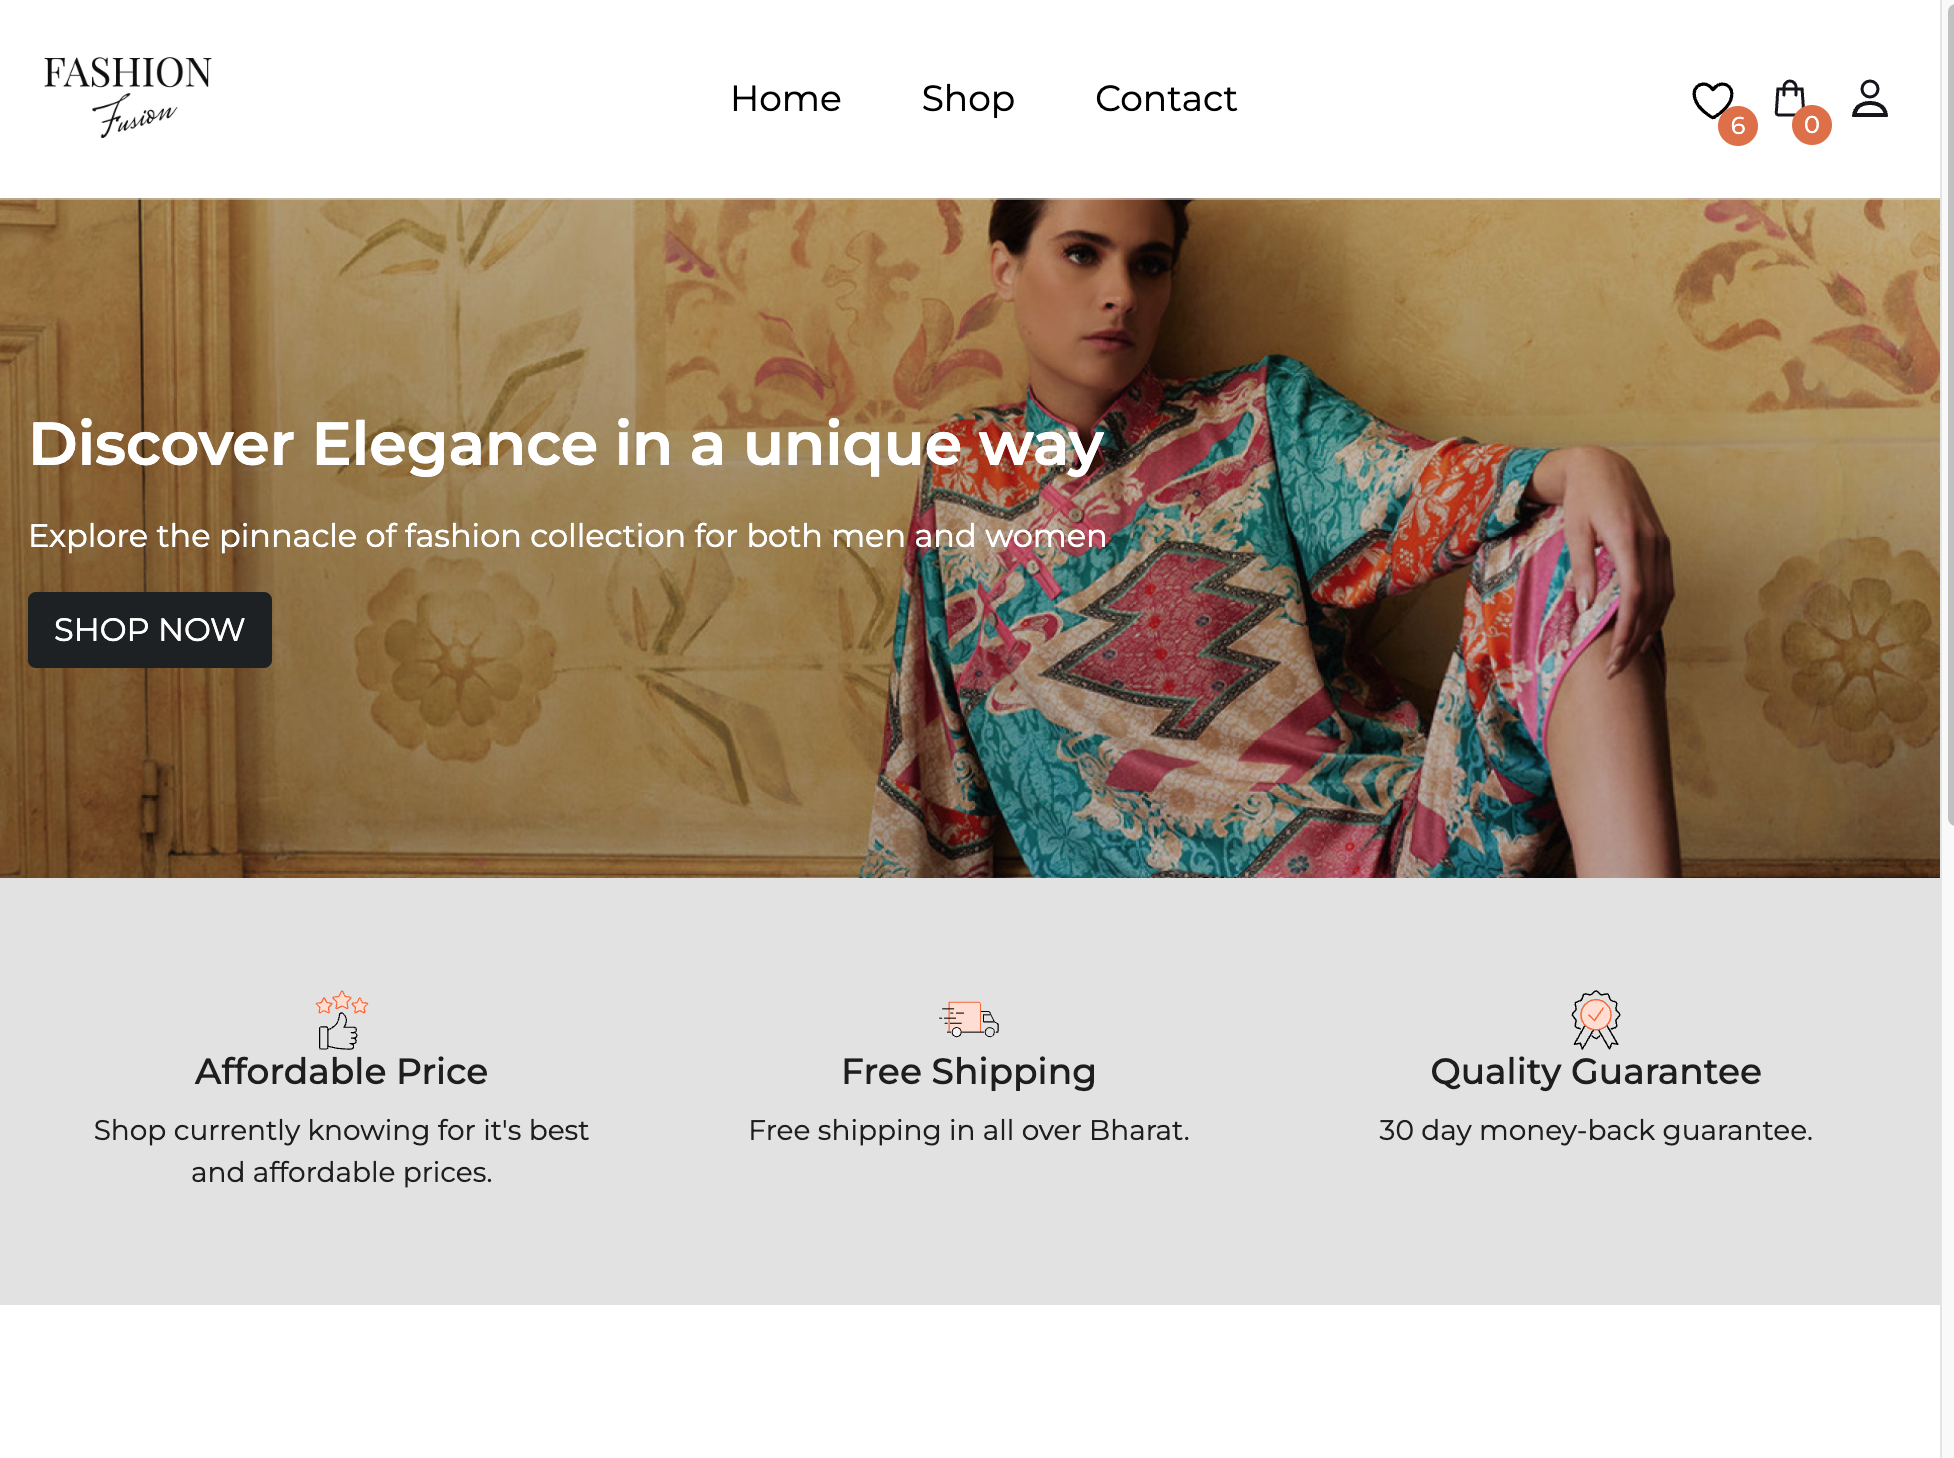 FASHION
Fusion
Home Shop Contact
6 0
Discover Elegance in a unique way
Explore the pinnacle of fashion collection for both men and women
SHOP NOW
Affordable Price
Shop currently knowing for it's best
and affordable prices.
Free Shipping
Free shipping in all over Bharat.
Quality Guarantee
30 day money-back guarantee.